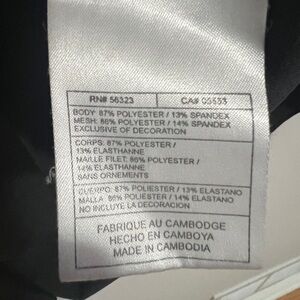 RN# 56323 CA# 05553
BODY: 87% POLYESTER / 13% SPANDEX
MESH: 86% POLYESTER / 14% SPANDEX
EXCLUSIVE OF DECORATION
CORPS: 87% POLYESTER /
13% ELASTHANNE
MAILLE FILET: 86% POLYESTER /
14% ELASTHANNE
SANS ORNEMENTS
CUERPO: 87% POLIESTER / 13% ELASTANO
MALLA 86% POLIESTER / 14% ELASTANO
NO INCLUYE LA DECORACION
FABRIQUE AU CAMBODGE
HECHO EN CAMBOYA
MADE IN CAMBODIA